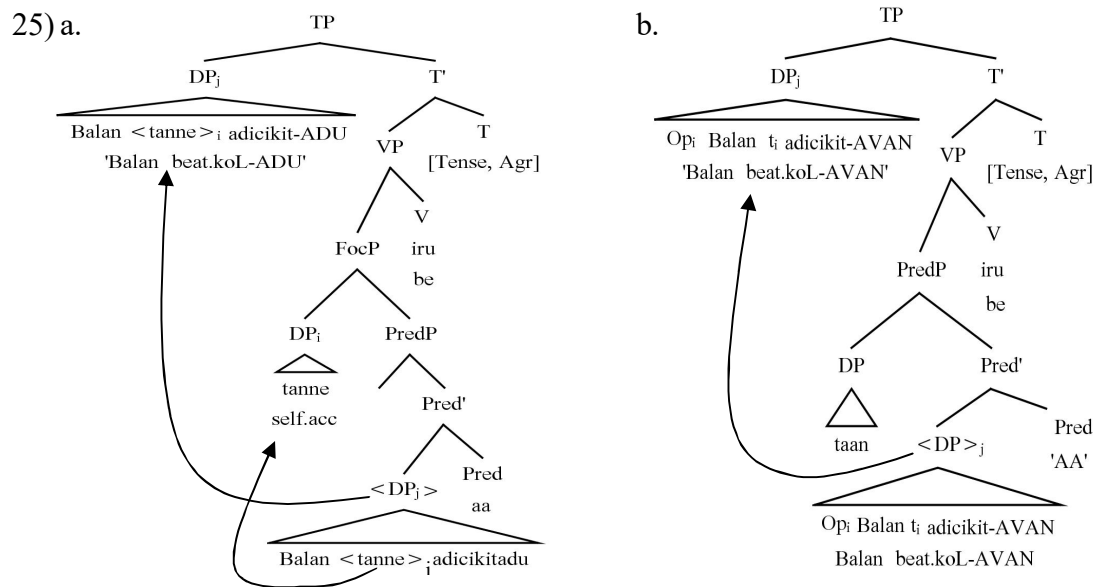 25) a.
TP
DPj
T'
Balan <tanne>i adicikit-ADU
'Balan beat.koL-ADU'
VP
T
[Tense, Agr]
FocP
V
iru
be
DPi
PredP
tanne
self.acc
Pred'
<DPj>
Pred
aa
Balan <tanne>i adicikitadu
b.
TP
DPj
T'
Opi Balan ti adicikit-AVAN
'Balan beat.koL-AVAN'
VP
T
[Tense, Agr]
PredP
V
iru
be
DP
Pred'
taan
<DP>j
Pred
'AA'
Opi Balan ti adicikit-AVAN
Balan beat.koL-AVAN